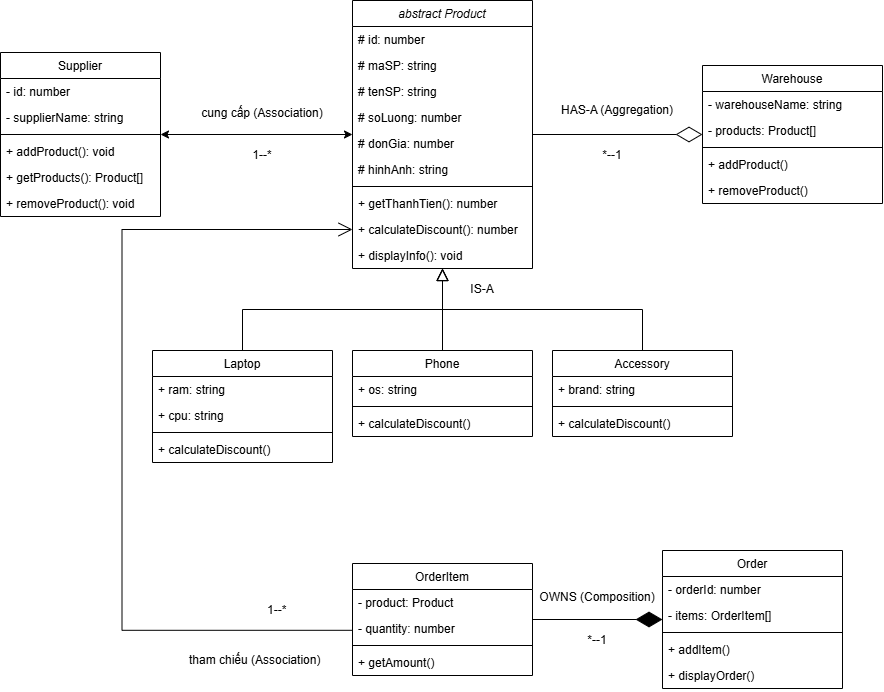 abstract Product
# id: number
# maSP: string
# tenSP: string
# soLuong: number
# donGia: number
# hinhAnh: string
+ getThanhTien(): number
+ calculateDiscount(): number
+ displayInfo(): void
Supplier
- id: number
- supplierName: string
+ addProduct(): void
+ getProducts(): Product[]
+ removeProduct(): void
cung cấp (Association)
1--*
HAS-A (Aggregation)
*--1
Warehouse
- warehouseName: string
- products: Product[]
+ addProduct()
+ removeProduct()
IS-A
Laptop
+ ram: string
+ cpu: string
+ calculateDiscount()
Phone
+ os: string
+ calculateDiscount()
Accessory
+ brand: string
+ calculateDiscount()
1--*
tham chiếu (Association)
OrderItem
- product: Product
- quantity: number
+ getAmount()
OWNS (Composition)
*--1
Order
- orderId: number
- items: OrderItem[]
+ addItem()
+ displayOrder()